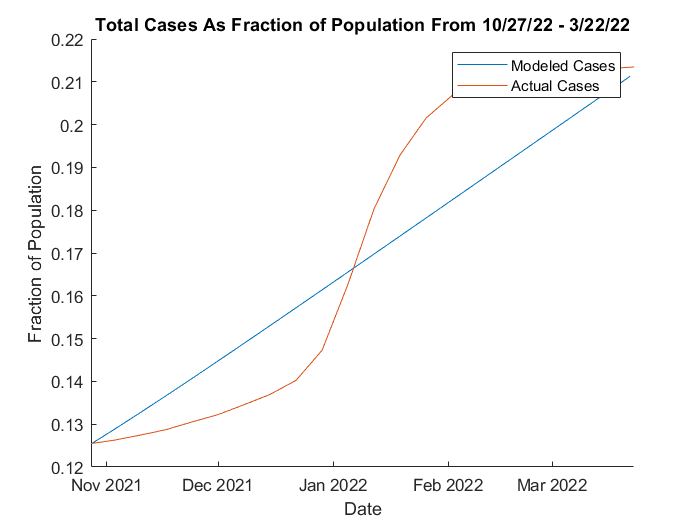 Total Cases As Fraction of Population From 10/27/22 - 3/22/22
0.22
0.21
0.2
0.19
0.18
0.17
0.16
0.15
0.14
0.13
0.12
Fraction of Population
Modeled Cases
Actual Cases
Nov 2021
Dec 2021
Jan 2022
Feb 2022
Mar 2022
Date